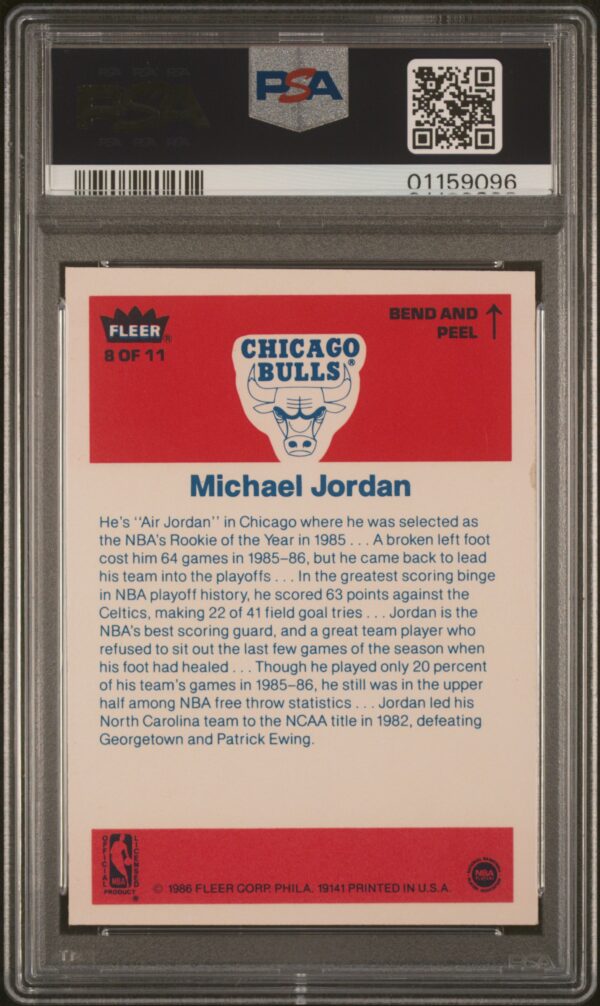 PSA
01159096
FLEER®
8 OF 11
BEND AND
PEEL
CHICAGO
BULLS®
Michael Jordan
He's "Air Jordan" in Chicago where he was selected as
the NBA's Rookie of the Year in 1985 . . . A broken left foot
cost him 64 games in 1985–86, but he came back to lead
his team into the playoffs . . . In the greatest scoring binge
in NBA playoff history, he scored 63 points against the
Celtics, making 22 of 41 field goal tries . . . Jordan is the
NBA's best scoring guard, and a great team player who
refused to sit out the last few games of the season when
his foot had healed . . . Though he played only 20 percent
of his team's games in 1985–86, he still was in the upper
half among NBA free throw statistics . . . Jordan led his
North Carolina team to the NCAA title in 1982, defeating
Georgetown and Patrick Ewing.
OFFICIAL
LICENSED
NBA
PRODUCT
®
© 1986 FLEER CORP. PHILA. 19141 PRINTED IN U.S.A.
NBA
PSA